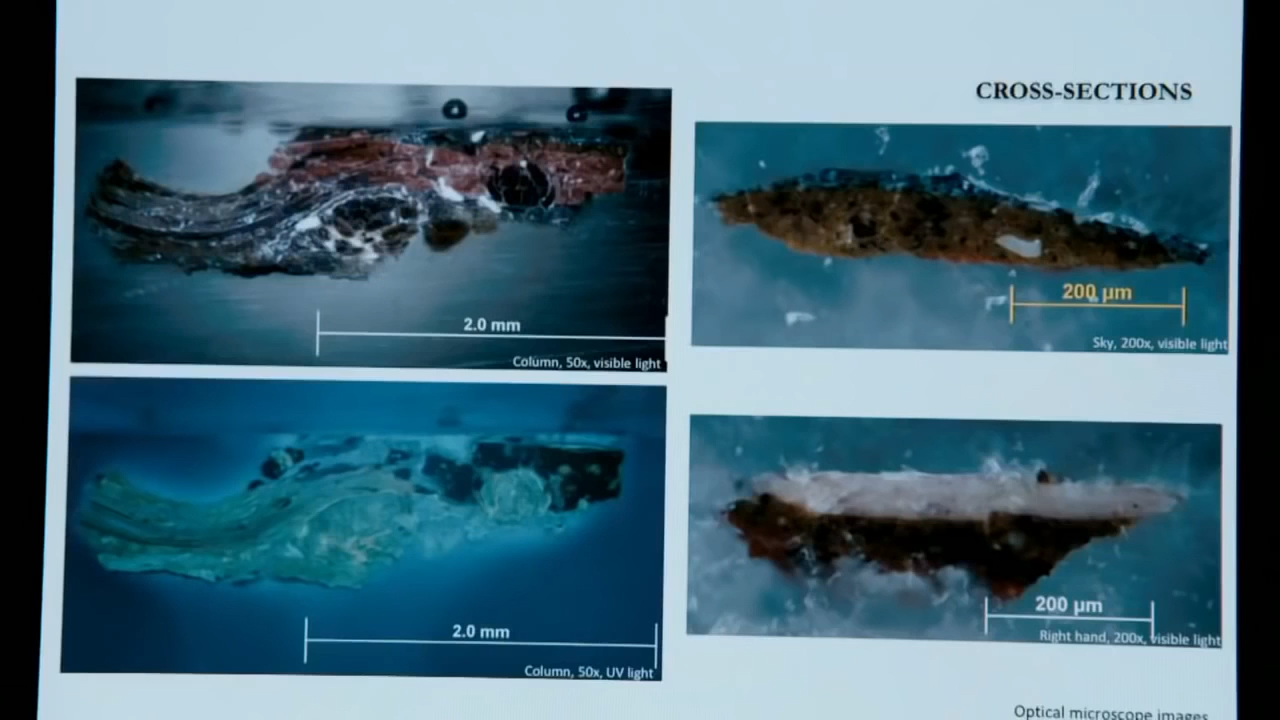 CROSS-SECTIONS
2.0 mm
Column, 50x, visible light
200 µm
Sky, 200x, visible light
2.0 mm
Column, 50x, UV light
200 µm
Right hand, 200x, visible light
Optical microscope images